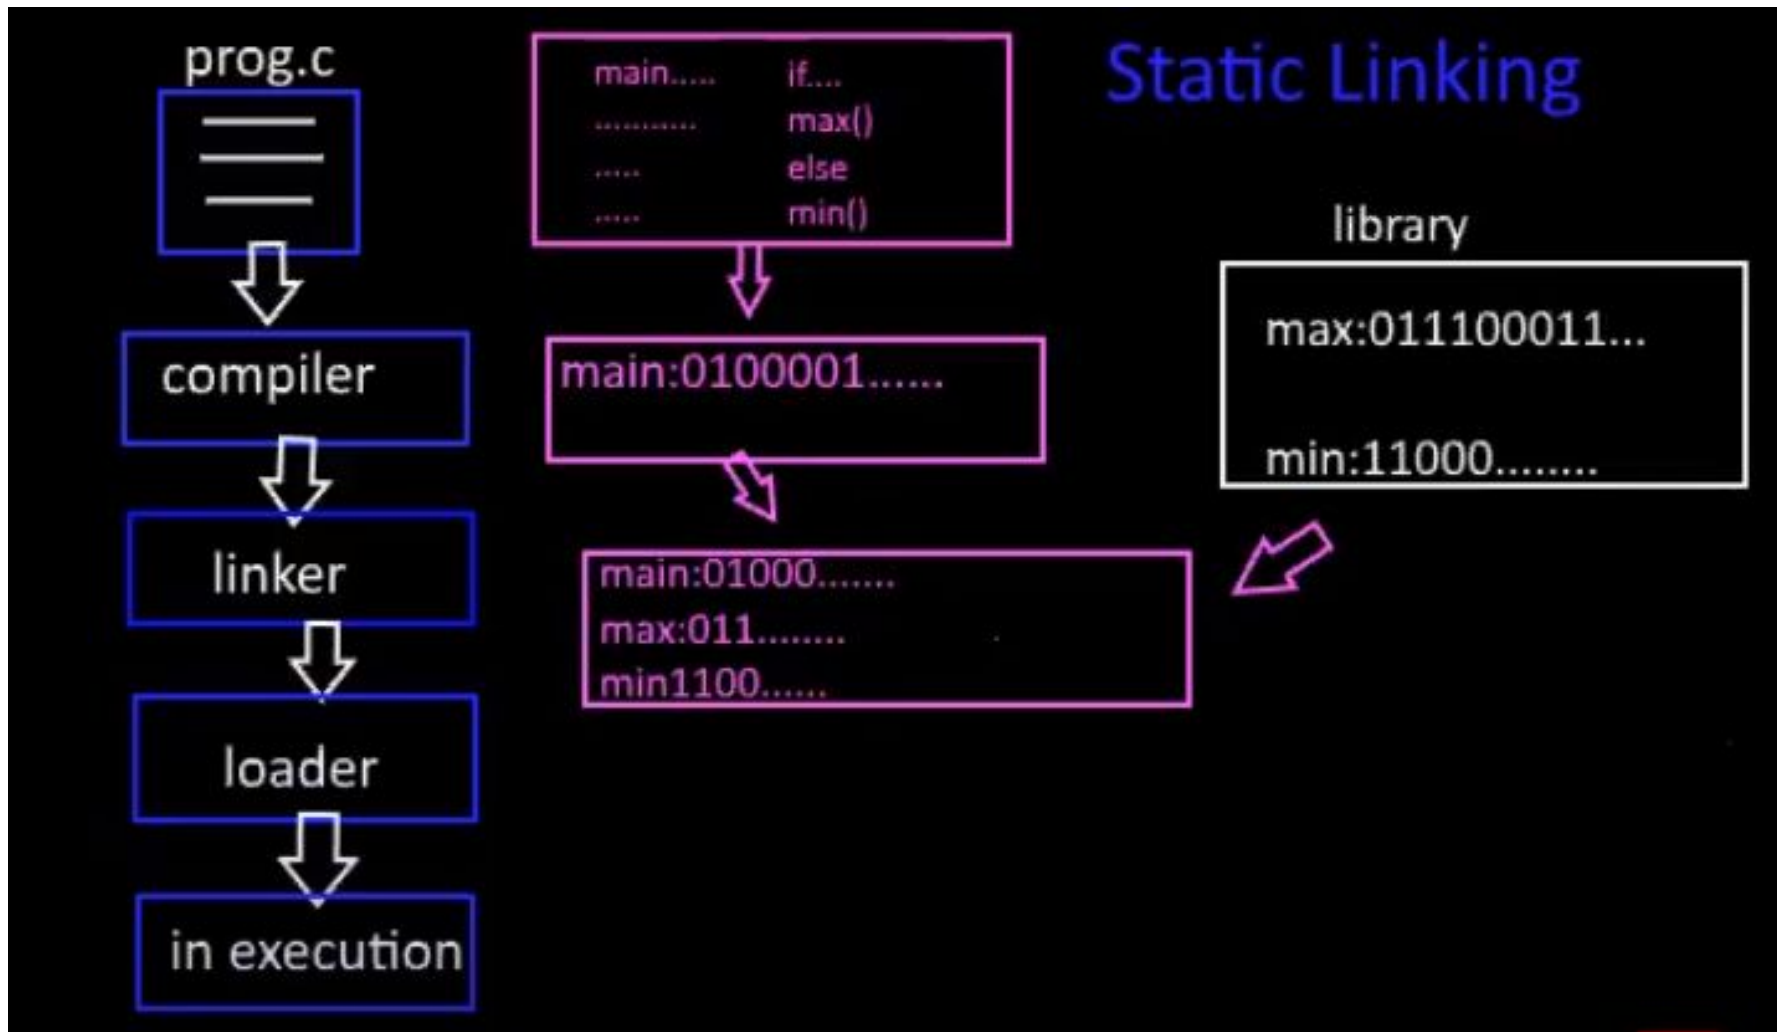 prog.c
compiler
linker
loader
in execution
main..... if....
........... max()
..... else
..... min()
main:0100001......
main:01000.......
max:011........
min1100......
Static Linking
library
max:011100011...
min:11000........